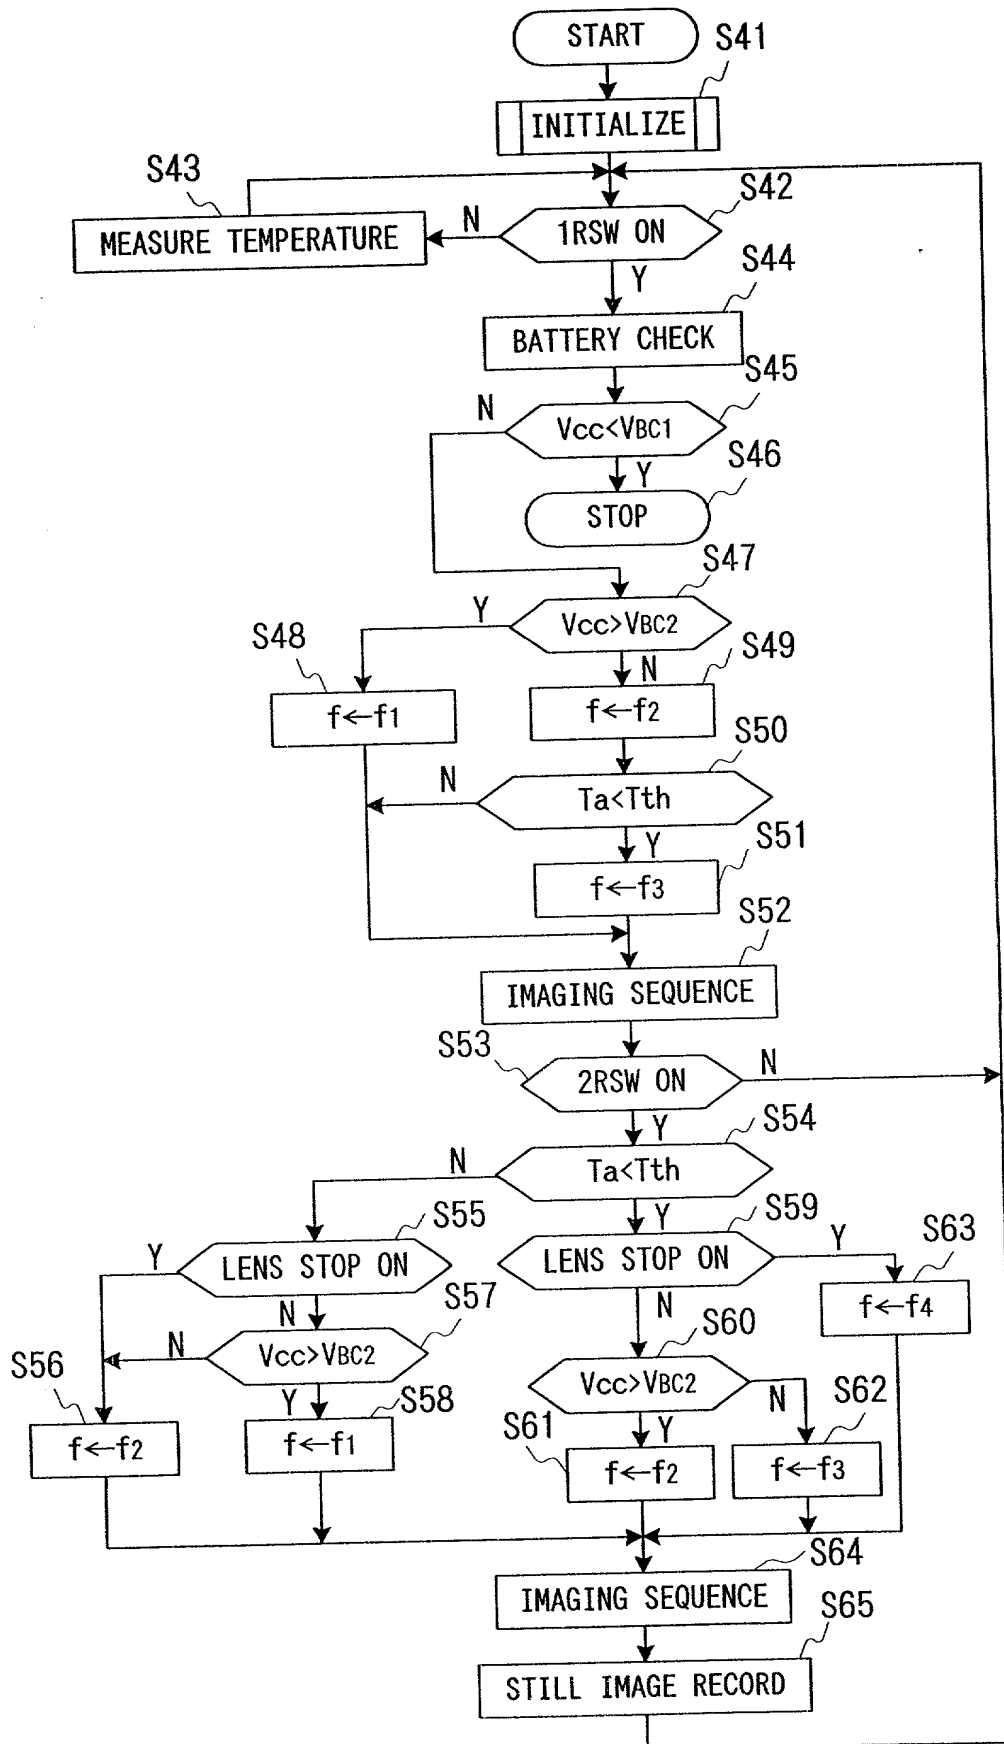 START
S41
INITIALIZE
S43
S42
MEASURE TEMPERATURE
N
1RSW ON
Y
S44
BATTERY CHECK
S45
N
Vcc<VBC1
Y
S46
STOP
S47
Y
Vcc>VBC2
S48
N
S49
f←f1
f←f2
S50
N
Ta<Tth
Y
S51
f←f3
S52
IMAGING SEQUENCE
S53
2RSW ON
N
Y
S54
N
Ta<Tth
S55
Y
S59
Y
LENS STOP ON
LENS STOP ON
Y
S63
N
S57
N
f←f4
N
Vcc>VBC2
S60
S56
Y
S58
Vcc>VBC2
N
S62
f←f2
f←f1
S61
Y
f←f2
f←f3
S64
IMAGING SEQUENCE
S65
STILL IMAGE RECORD